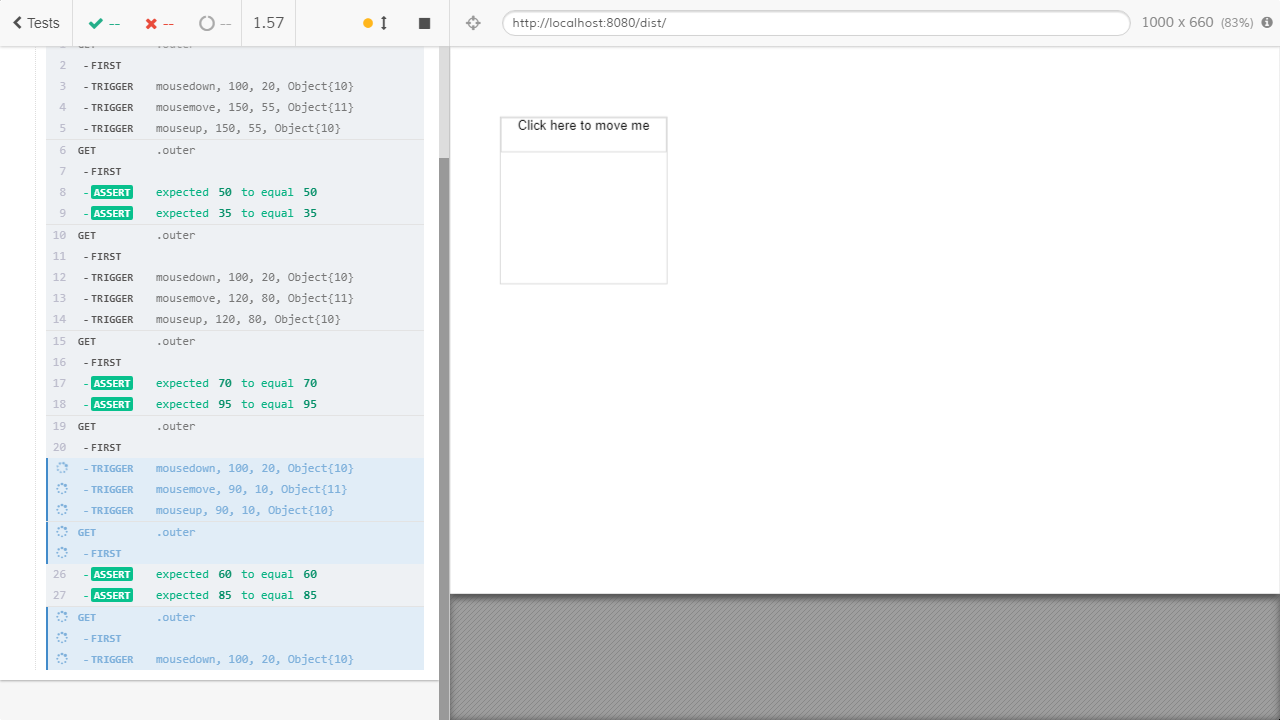 Tests -- -- -- 1.57
http://localhost:8080/dist/ 1000 x 660 (83%)
1 GET .outer
2 -FIRST
3 -TRIGGER mousedown, 100, 20, Object{10}
4 -TRIGGER mousemove, 150, 55, Object{11}
5 -TRIGGER mouseup, 150, 55, Object{10}
6 GET .outer
7 -FIRST
8 -ASSERT expected 50 to equal 50
9 -ASSERT expected 35 to equal 35
10 GET .outer
11 -FIRST
12 -TRIGGER mousedown, 100, 20, Object{10}
13 -TRIGGER mousemove, 120, 80, Object{11}
14 -TRIGGER mouseup, 120, 80, Object{10}
15 GET .outer
16 -FIRST
17 -ASSERT expected 70 to equal 70
18 -ASSERT expected 95 to equal 95
19 GET .outer
20 -FIRST
-TRIGGER mousedown, 100, 20, Object{10}
-TRIGGER mousemove, 90, 10, Object{11}
-TRIGGER mouseup, 90, 10, Object{10}
GET .outer
-FIRST
26 -ASSERT expected 60 to equal 60
27 -ASSERT expected 85 to equal 85
GET .outer
-FIRST
-TRIGGER mousedown, 100, 20, Object{10}
Click here to move me